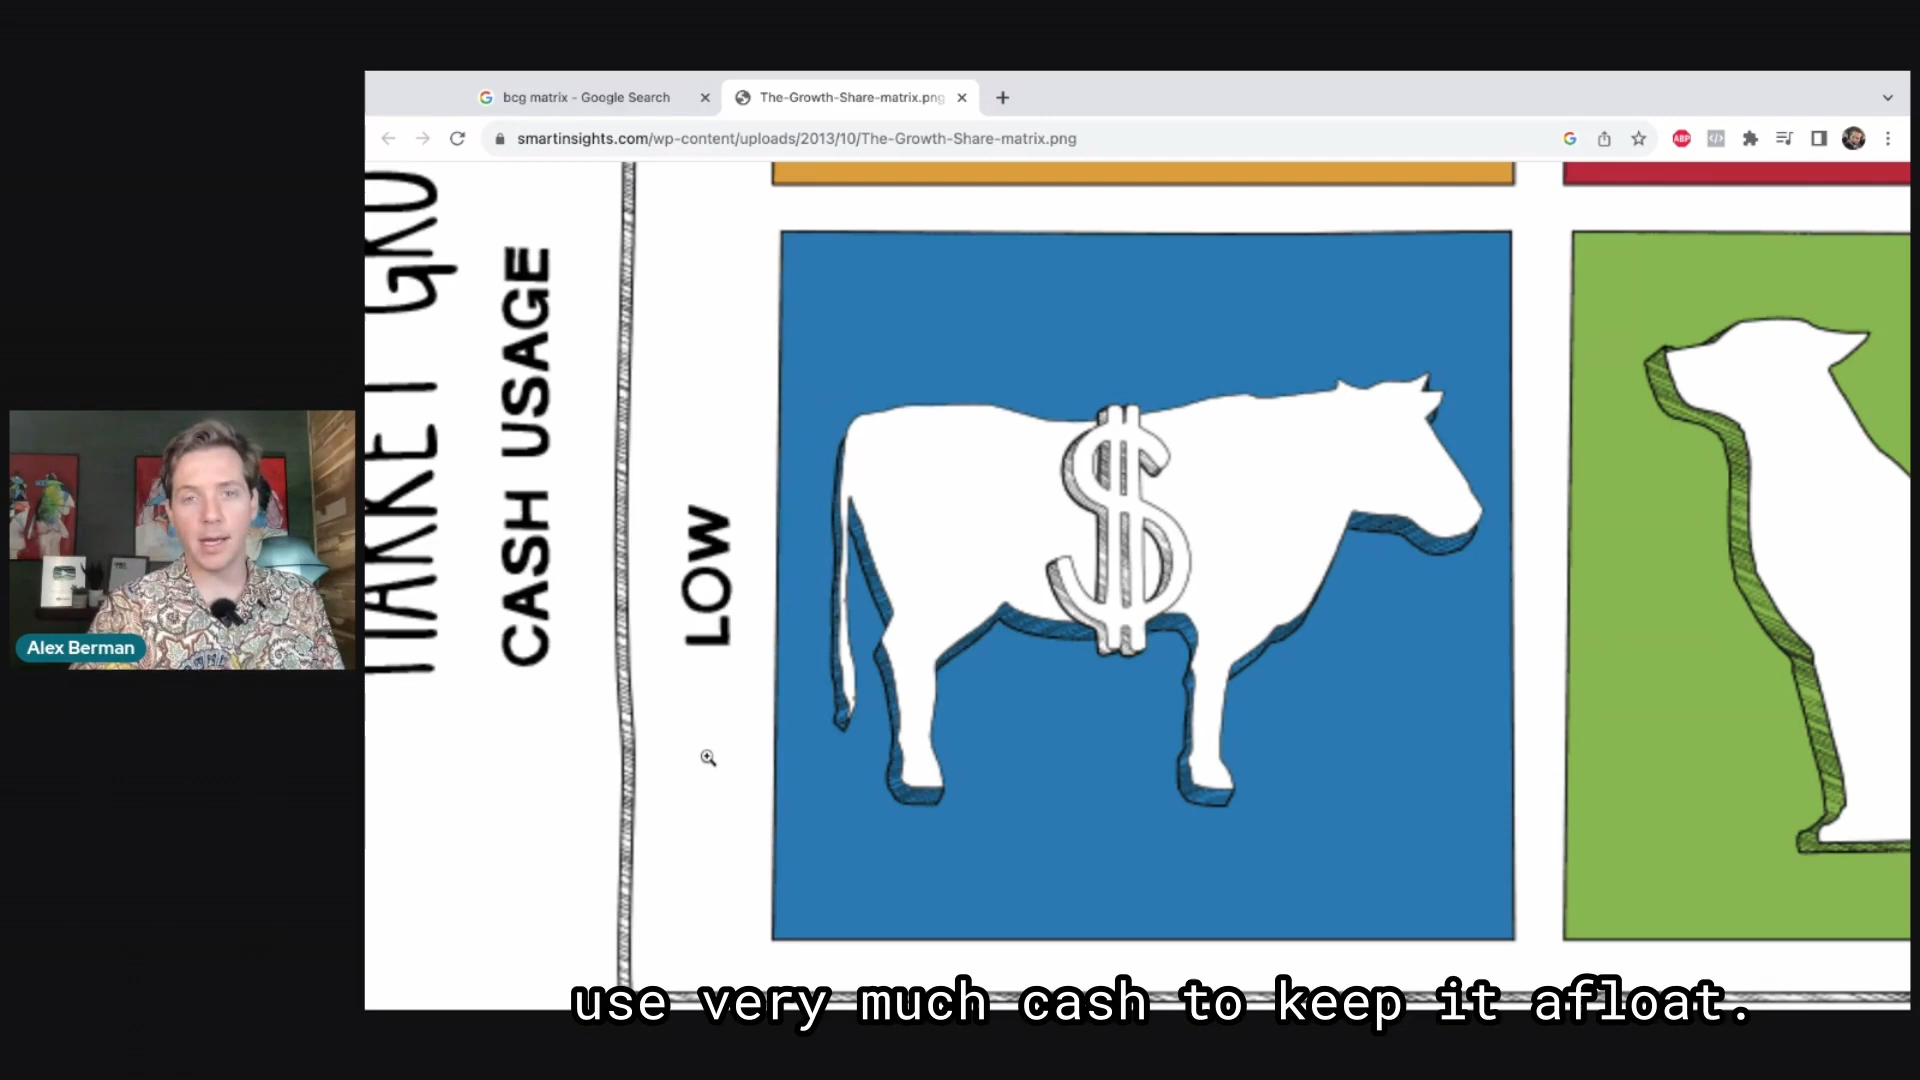 bcg matrix - Google Search
The-Growth-Share-matrix.png
smartinsights.com/wp-content/uploads/2013/10/The-Growth-Share-matrix.png
ABP
CASH USAGE
LOW
$
Alex Berman
use very much cash to keep it afloat.